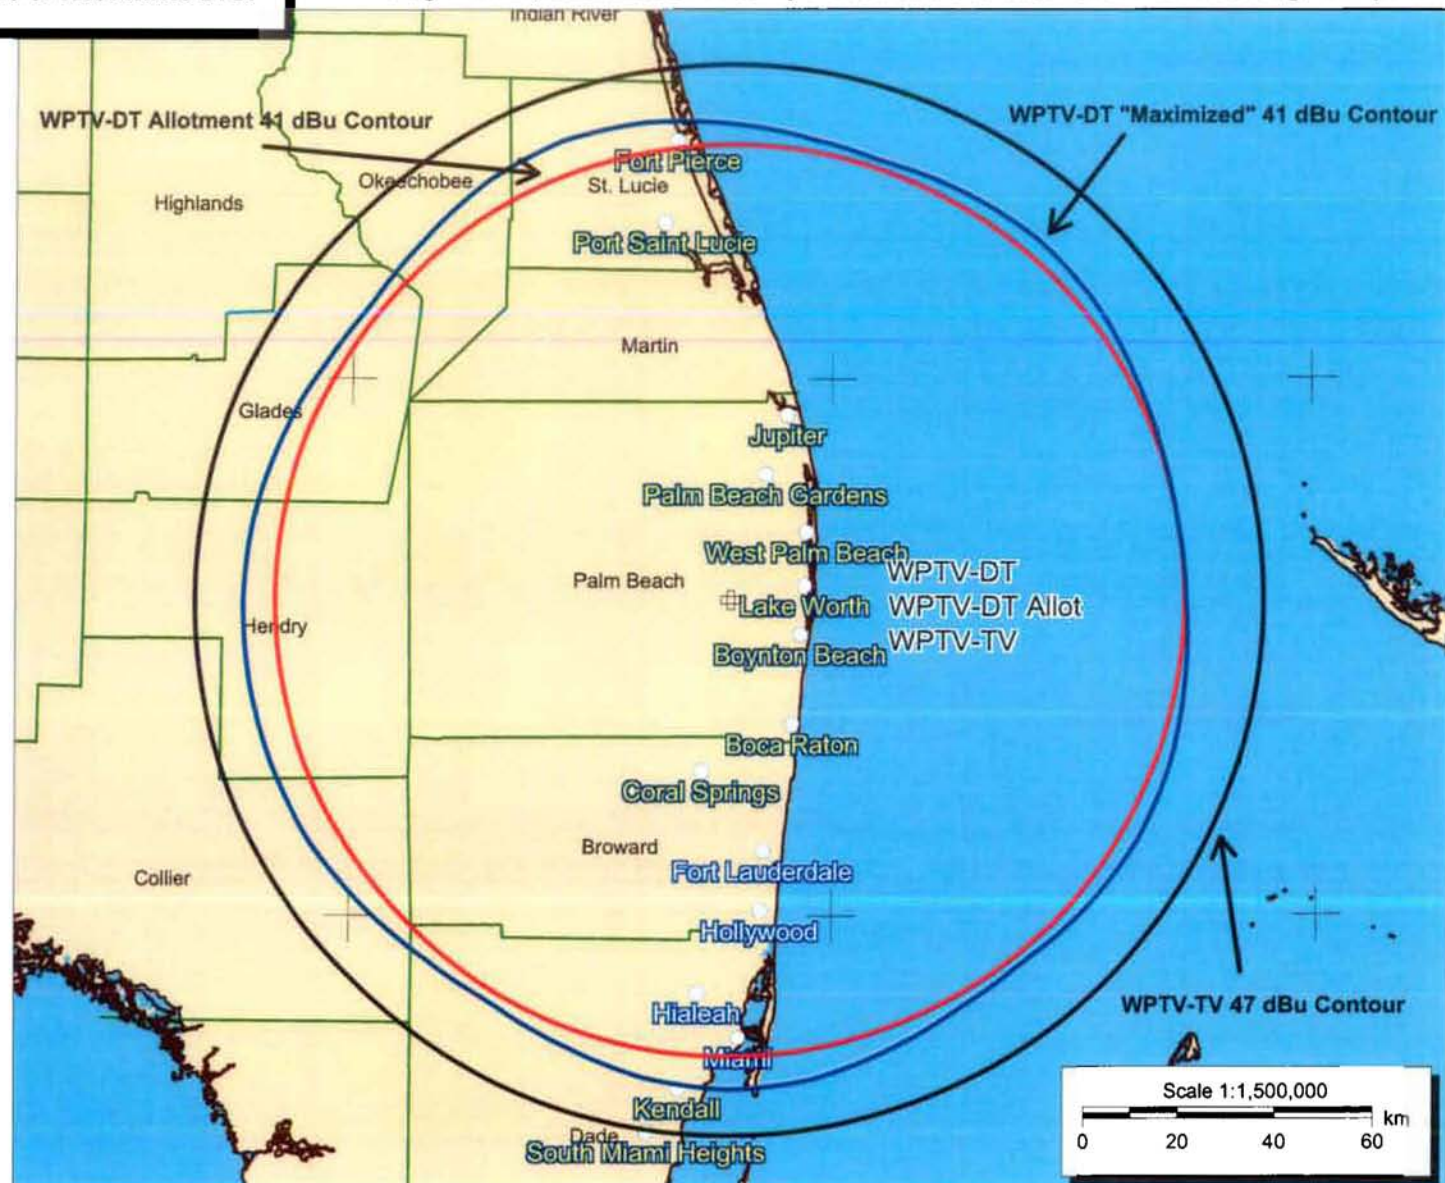 Indian River
WPTV-DT Allotment 41 dBu Contour
WPTV-DT "Maximized" 41 dBu Contour
Fort Pierce
Okeechobee
St. Lucie
Highlands
Port Saint Lucie
Martin
Glades
Jupiter
Palm Beach Gardens
West Palm Beach
WPTV-DT
Palm Beach
Lake Worth
WPTV-DT Allot
Hendry
WPTV-TV
Boynton Beach
Boca Raton
Coral Springs
Broward
Fort Lauderdale
Collier
Hollywood
WPTV-TV 47 dBu Contour
Hialeah
Miami
Scale 1:1,500,000
km
0 20 40 60
Kendall
Dade
South Miami Heights